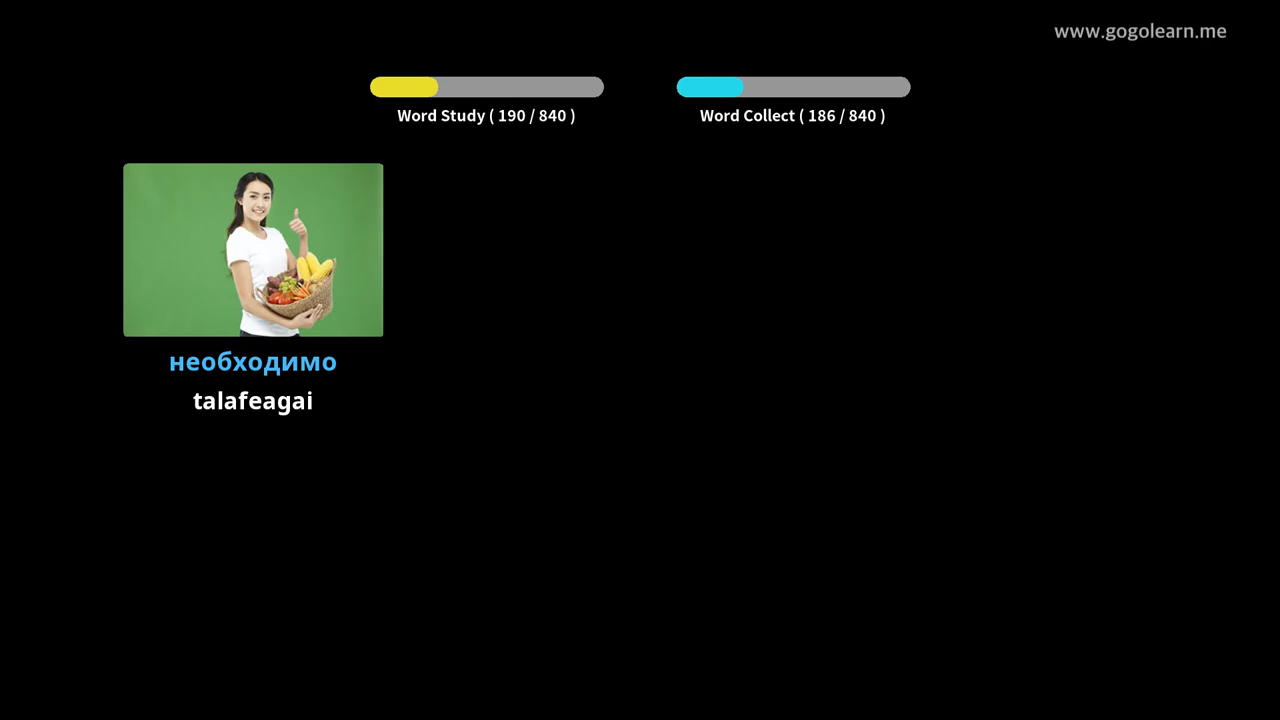 www.gogolearn.me
Word Study ( 190 / 840 )
Word Collect ( 186 / 840 )
необходимо
talafeagai